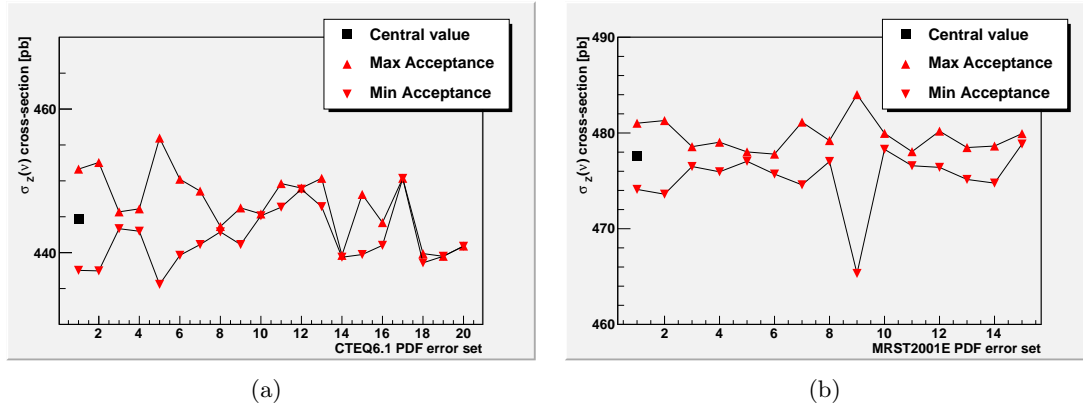 σ Z(ν) cross-section [pb]
460
440
Central value
Max Acceptance
Min Acceptance
2 4 6 8 10 12 14 16 18 20
CTEQ6.1 PDF error set
(a)
σ Z(ν) cross-section [pb]
490
480
470
460
Central value
Max Acceptance
Min Acceptance
2 4 6 8 10 12 14
MRST2001E PDF error set
(b)